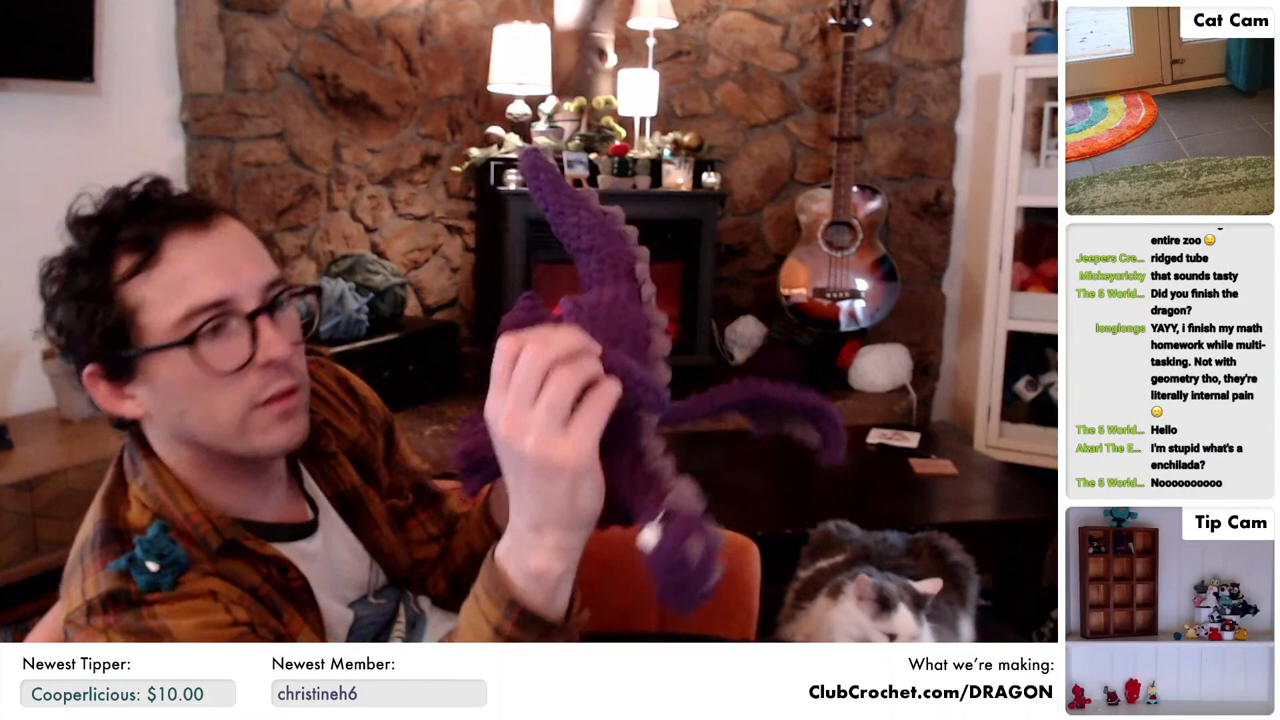 Cat Cam
entire zoo
Jeepers Cre... ridged tube
Mickeyaricky that sounds tasty
The 5 World... Did you finish the
dragon?
longlongs YAYY, i finish my math
homework while multi-
tasking. Not with
geometry tho, they're
literally internal pain
The 5 World... Hello
Akari The E... I'm stupid what's a
enchilada?
The 5 World... Noooooooooo
Tip Cam
Newest Tipper:
Cooperlicious: $10.00
Newest Member:
christineh6
What we're making:
ClubCrochet.com/DRAGON